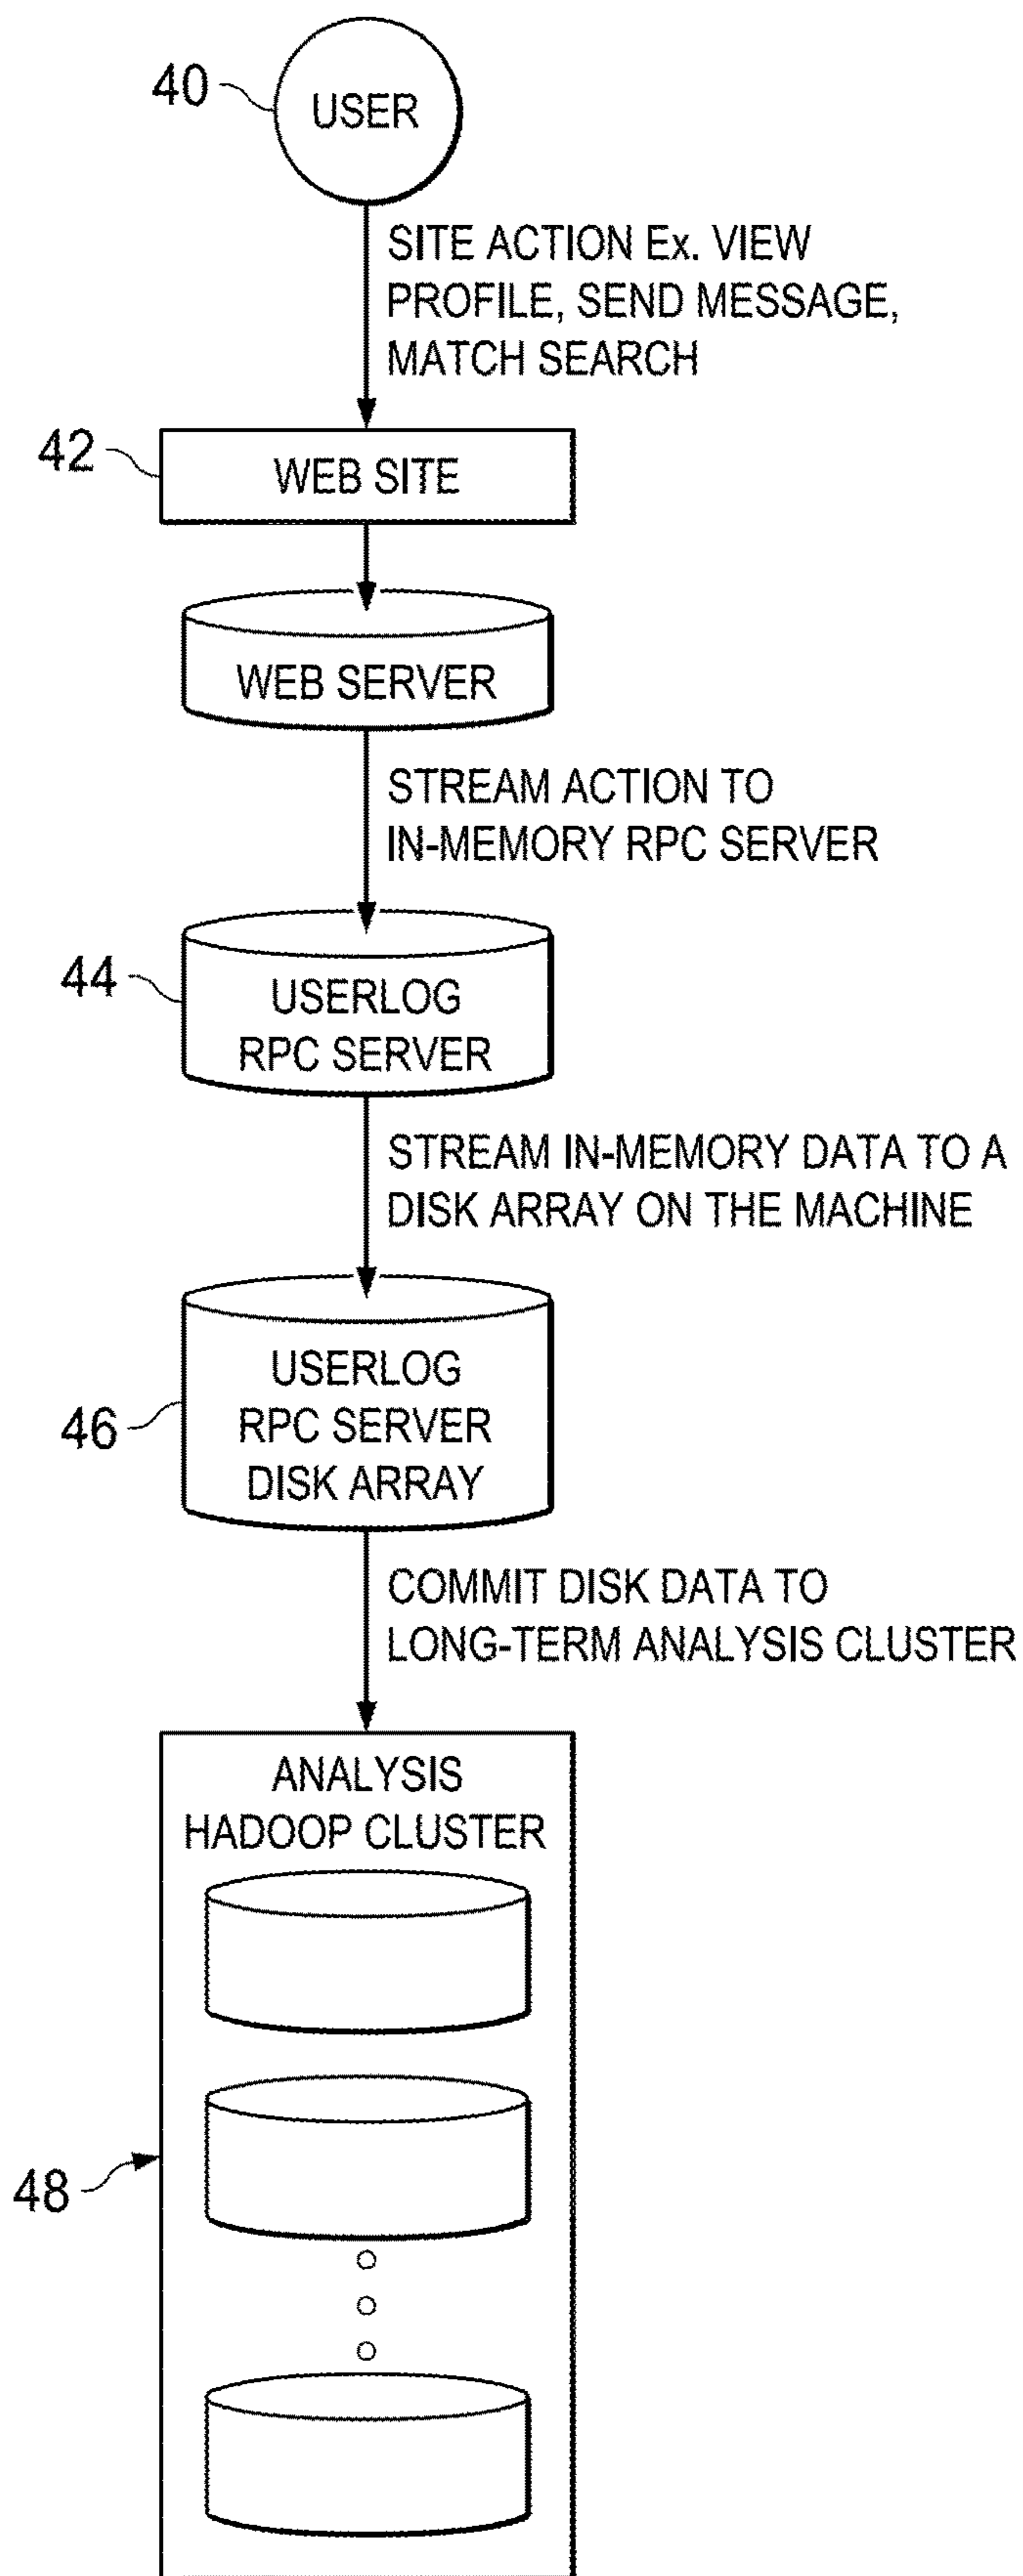 40
USER
SITE ACTION Ex. VIEW
PROFILE, SEND MESSAGE,
MATCH SEARCH
42
WEB SITE
WEB SERVER
STREAM ACTION TO
IN-MEMORY RPC SERVER
44
USERLOG
RPC SERVER
STREAM IN-MEMORY DATA TO A
DISK ARRAY ON THE MACHINE
46
USERLOG
RPC SERVER
DISK ARRAY
COMMIT DISK DATA TO
LONG-TERM ANALYSIS CLUSTER
ANALYSIS
HADOOP CLUSTER
48